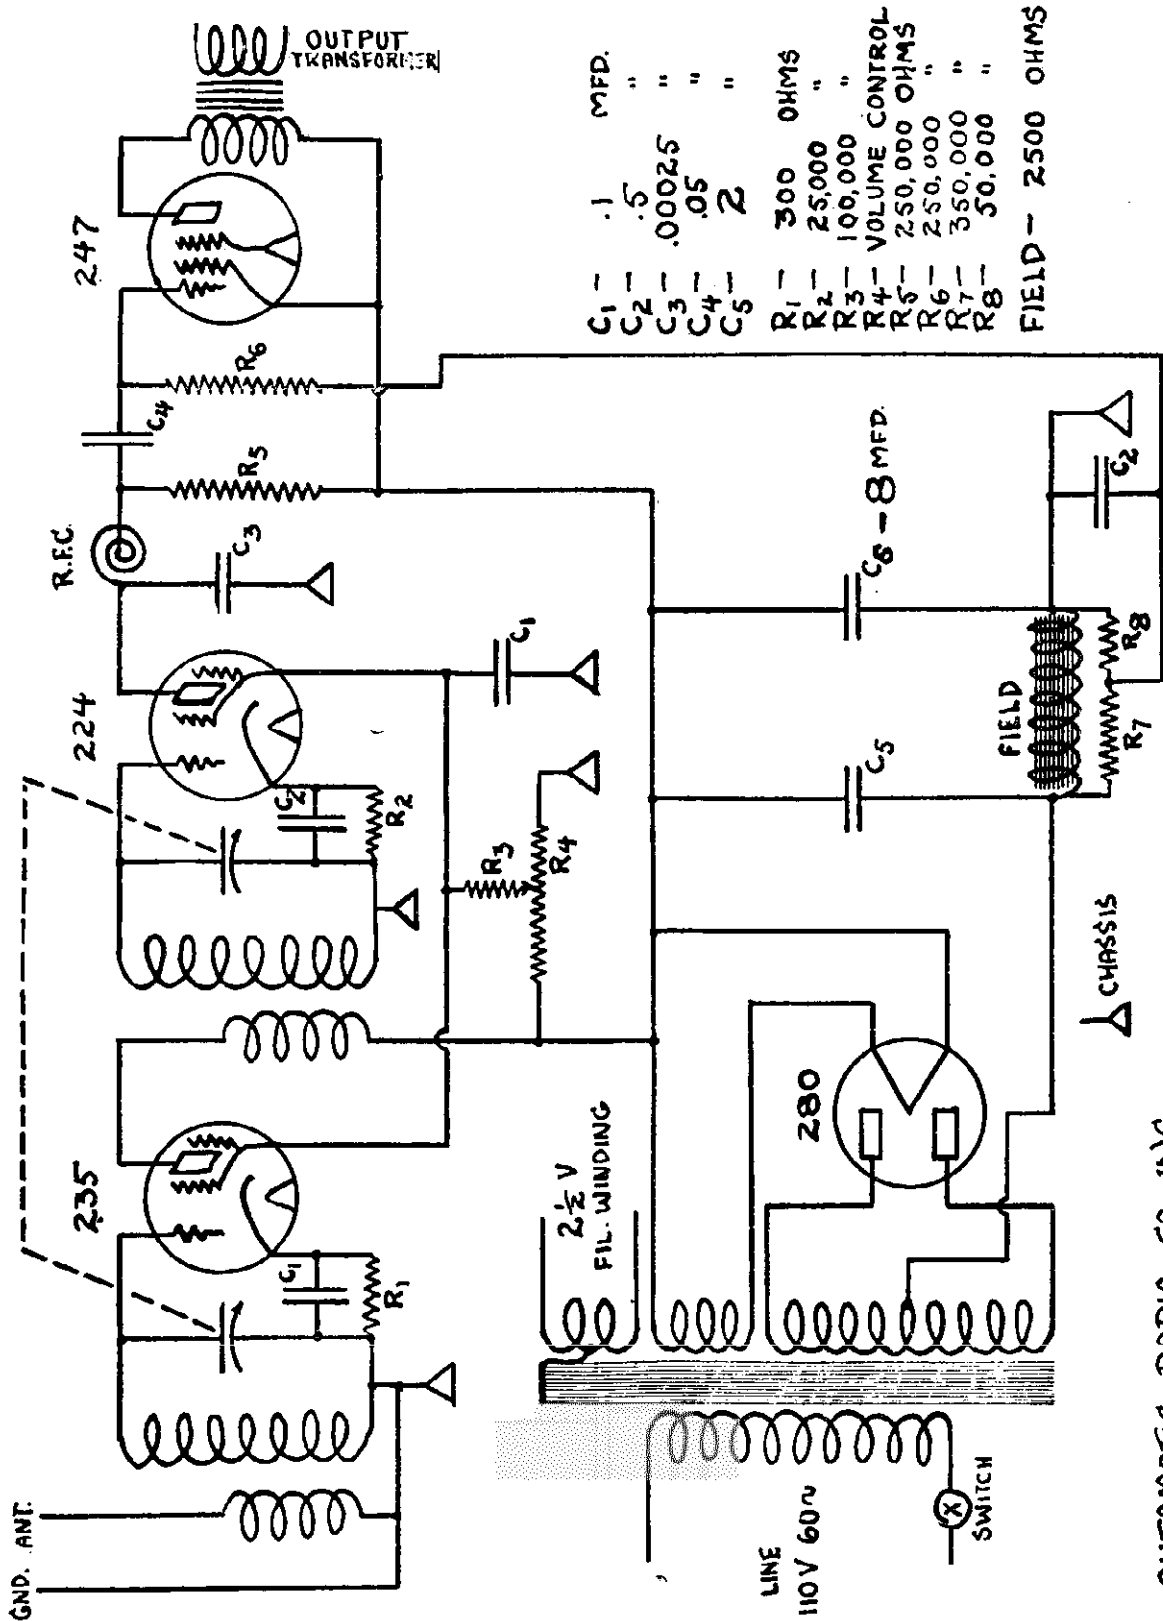 GND. ANT.
235
C1
R1
224
C2
R2
R.F.C.
C3
C4
R5
R6
247
OUTPUT
TRANSFORMER
R3
R4
C1
2½ V
FIL. WINDING
280
LINE
110 V 60~
SWITCH
C5
C6 - 8 MFD.
FIELD
R7
R8
C2
CHASSIS
C1 - .1 MFD.
C2 - .5 "
C3 - .00025 "
C4 - .05 "
C5 - 2 "
R1 - 300 OHMS
R2 - 25,000 "
R3 - 100,000 "
R4 - VOLUME CONTROL
R5 - 250,000 OHMS
R6 - 250,000 "
R7 - 350,000 "
R8 - 50,000 "
FIELD - 2500 OHMS
RADIO CO. INC.